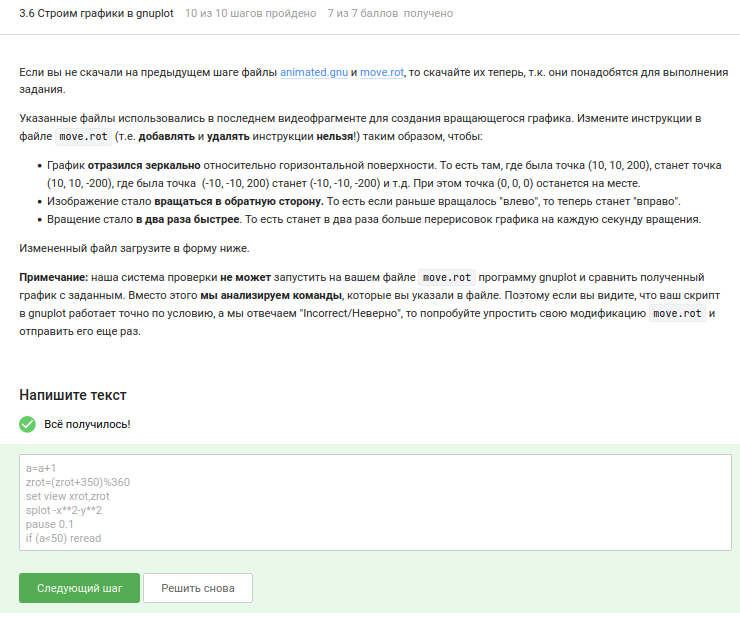 3.6 Строим графики в gnuplot 10 из 10 шагов пройдено 7 из 7 баллов получено
Если вы не скачали на предыдущем шаге файлы animated.gnu и move.rot, то скачайте их теперь, т.к. они понадобятся для выполнения
задания.
Указанные файлы использовались в последнем видеофрагменте для создания вращающегося графика. Измените инструкции в
файле move.rot (т.е. добавлять и удалять инструкции нельзя!) таким образом, чтобы:
• График отразился зеркально относительно горизонтальной поверхности. То есть там, где была точка (10, 10, 200), станет точка
(10, 10, -200), где была точка (-10, -10, 200) станет (-10, -10, -200) и т.д. При этом точка (0, 0, 0) останется на месте.
• Изображение стало вращаться в обратную сторону. То есть если раньше вращалось "влево", то теперь станет "вправо".
• Вращение стало в два раза быстрее. То есть станет в два раза больше перерисовок графика на каждую секунду вращения.
Измененный файл загрузите в форму ниже.
Примечание: наша система проверки не может запустить на вашем файле move.rot программу gnuplot и сравнить полученный
график с заданным. Вместо этого мы анализируем команды, которые вы указали в файле. Поэтому если вы видите, что ваш скрипт
в gnuplot работает точно по условию, а мы отвечаем "Incorrect/Неверно", то попробуйте упростить свою модификацию move.rot и
отправить его еще раз.
Напишите текст
Всё получилось!
a=a+1
zrot=(zrot+350)%360
set view xrot,zrot
splot -x**2-y**2
pause 0.1
if (a<50) reread
Следующий шаг Решить снова